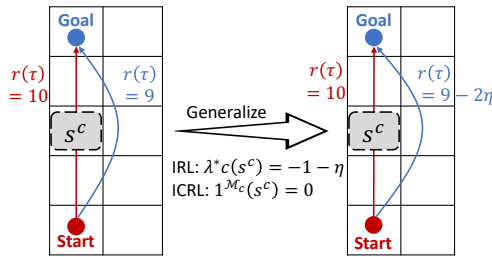 Goal
r(τ)
= 10
r(τ)
= 9
s^c
Start
Generalize
IRL: λ*c(s^c) = −1 − η
ICRL: 1^{M_c}(s^c) = 0
Goal
r(τ)
= 10
r(τ)
= 9 − 2η
s^c
Start